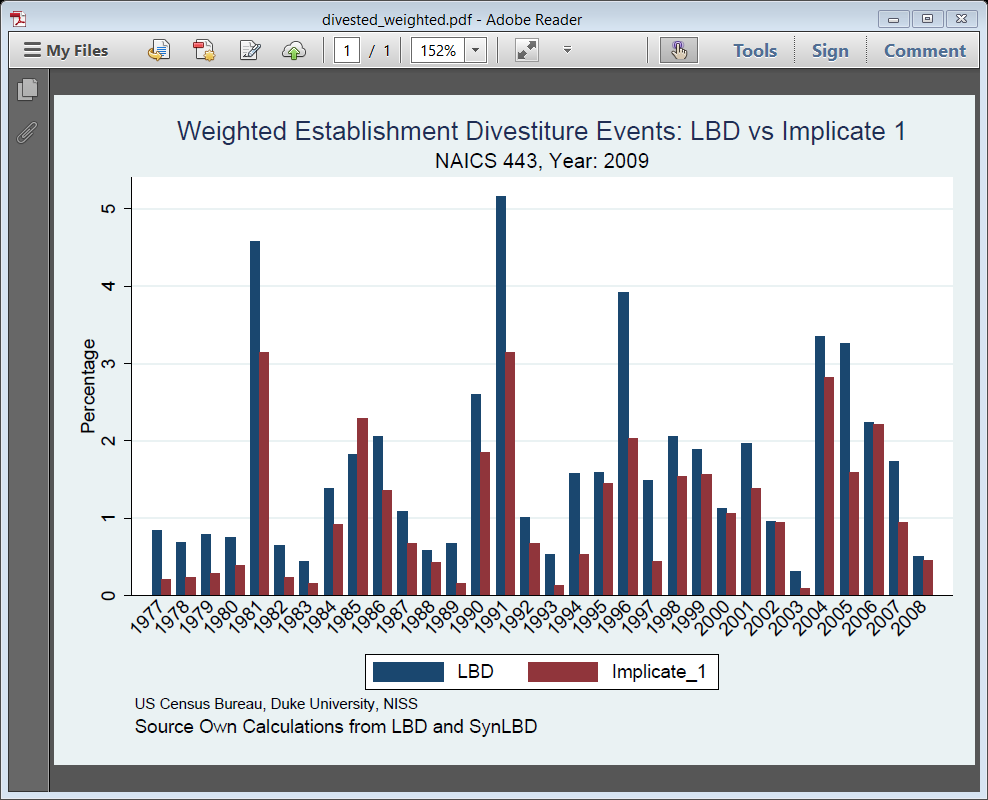 divested_weighted.pdf - Adobe Reader
My Files
1 / 1
152%
Tools
Sign
Comment
Weighted Establishment Divestiture Events: LBD vs Implicate 1
NAICS 443, Year: 2009
Percentage
5
4
3
2
1
0
1977 1978 1979 1980 1981 1982 1983 1984 1985 1986 1987 1988 1989 1990 1991 1992 1993 1994 1995 1996 1997 1998 1999 2000 2001 2002 2003 2004 2005 2006 2007 2008
LBD Implicate_1
US Census Bureau, Duke University, NISS
Source Own Calculations from LBD and SynLBD